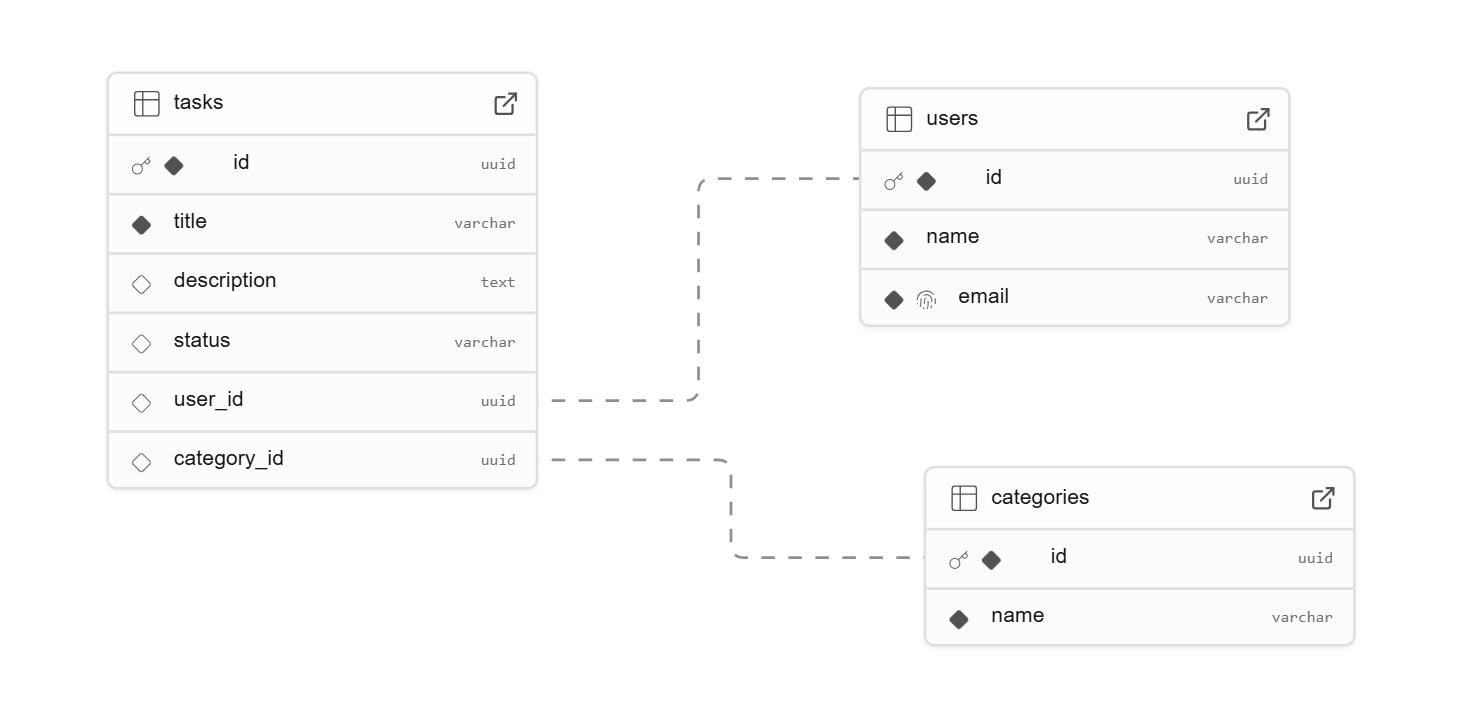 tasks
id uuid
title varchar
description text
status varchar
user_id uuid
category_id uuid
users
id uuid
name varchar
email varchar
categories
id uuid
name varchar